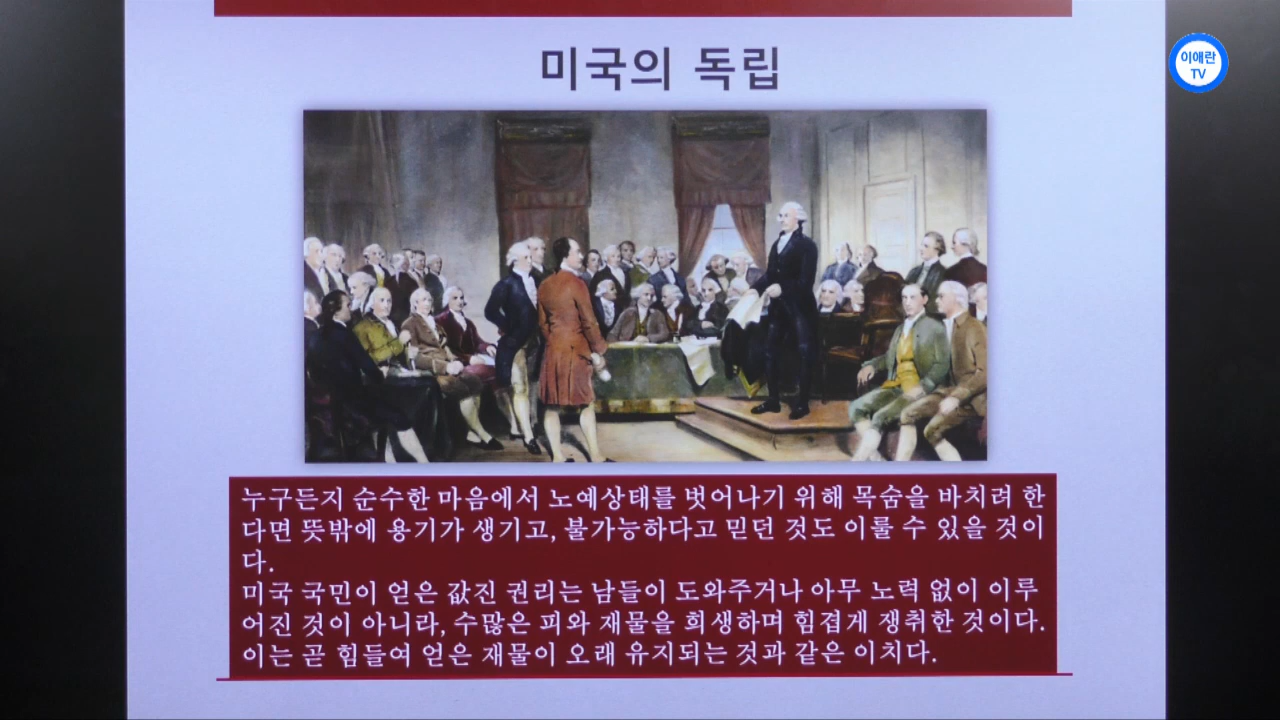 미국의 독립
이애란
TV
누구든지 순수한 마음에서 노예상태를 벗어나기 위해 목숨을 바치려 한
다면 뜻밖에 용기가 생기고, 불가능하다고 믿던 것도 이룰 수 있을 것이
다.
미국 국민이 얻은 값진 권리는 남들이 도와주거나 아무 노력 없이 이루
어진 것이 아니라, 수많은 피와 재물을 희생하며 힘겹게 쟁취한 것이다.
이는 곧 힘들여 얻은 재물이 오래 유지되는 것과 같은 이치다.